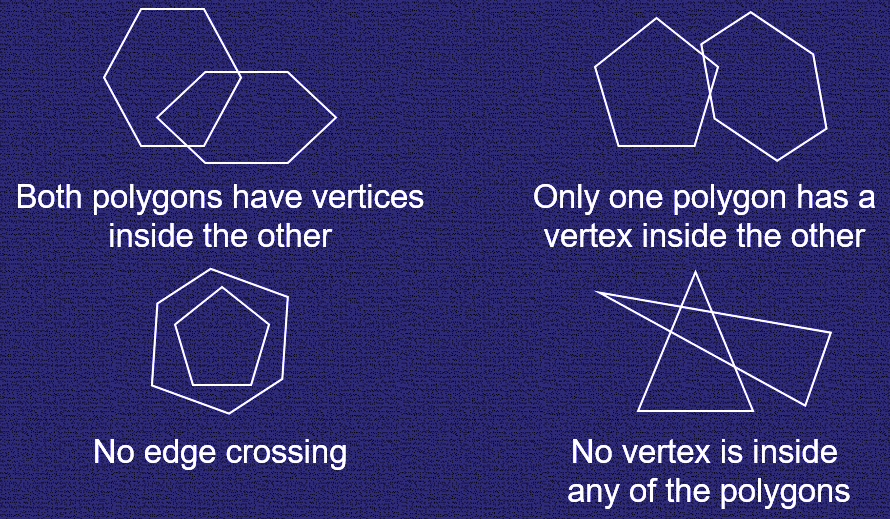 Both polygons have vertices
inside the other
Only one polygon has a
vertex inside the other
No edge crossing
No vertex is inside
any of the polygons